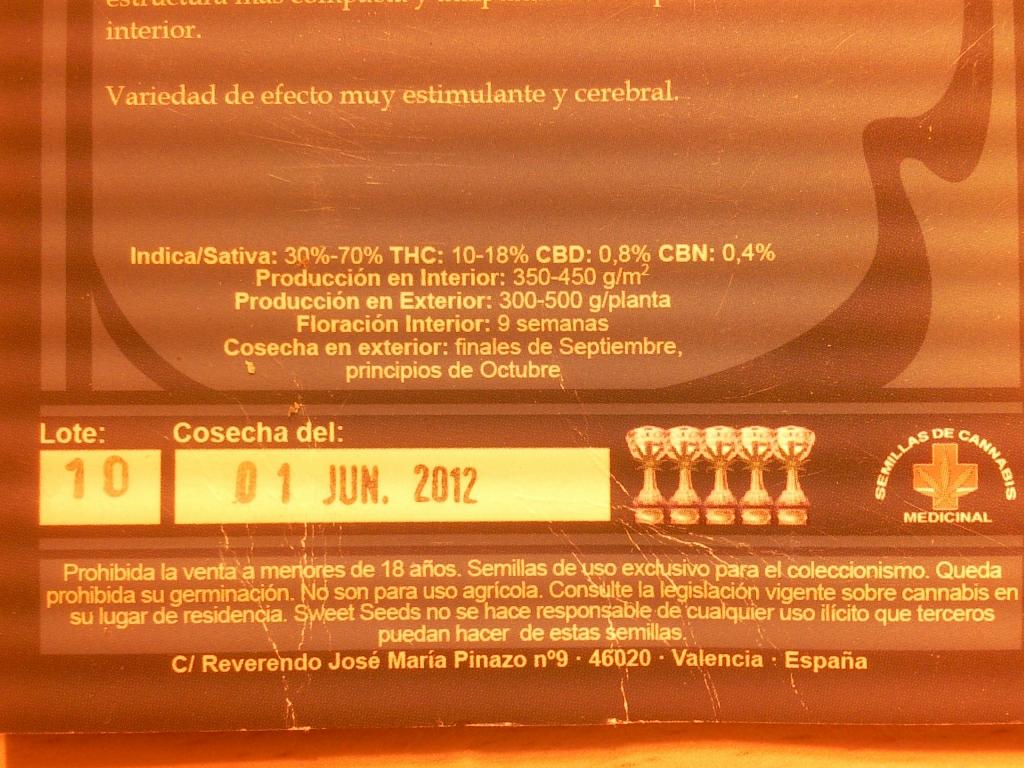 estructura más compacta y
interior.
Variedad de efecto muy estimulante y cerebral.
Indica/Sativa: 30%-70% THC: 10-18% CBD: 0,8% CBN: 0,4%
Producción en Interior: 350-450 g/m²
Producción en Exterior: 300-500 g/planta
Floración Interior: 9 semanas
Cosecha en exterior: finales de Septiembre,
principios de Octubre
Lote: Cosecha del:
10 01 JUN. 2012
SEMILLAS DE CANNABIS
MEDICINAL
Prohibida la venta a menores de 18 años. Semillas de uso exclusivo para el coleccionismo. Queda
prohibida su germinación. No son para uso agrícola. Consulte la legislación vigente sobre cannabis en
su lugar de residencia. Sweet Seeds no se hace responsable de cualquier uso ilícito que terceros
puedan hacer de estas semillas.
C/ Reverendo José María Pinazo nº9 · 46020 · Valencia · España